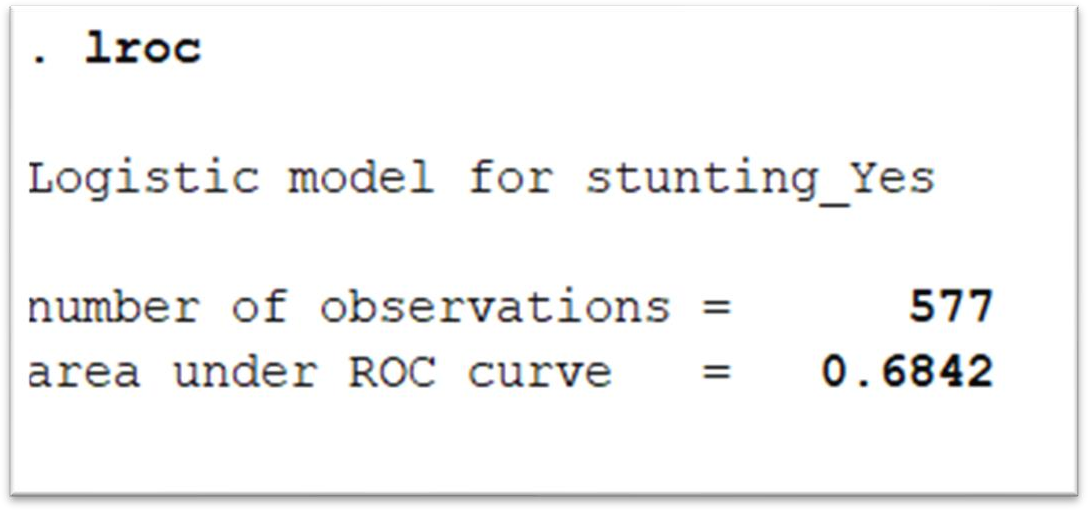 . lroc
Logistic model for stunting_Yes
number of observations = 577
area under ROC curve = 0.6842